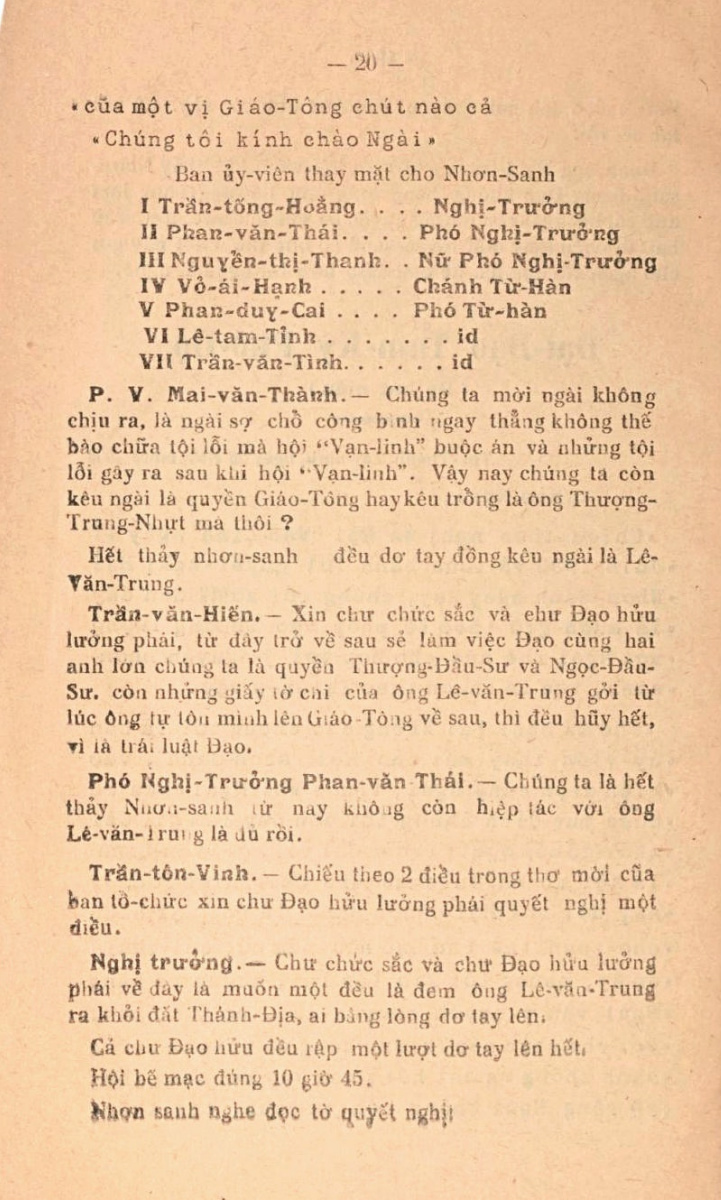 — 20 —
«của một vị Giáo-Tông chút nào cả
«Chúng tôi kính chào Ngài»
Ban ủy-viên thay mặt cho Nhơn-Sanh
I Trần-tống-Hoằng. . . . Nghị-Trưởng
II Phan-văn-Thái. . . . Phó Nghị-Trưởng
III Nguyễn-thị-Thanh. . Nữ Phó Nghị-Trưởng
IV Vỏ-ái-Hạnh . . . . . Chánh Từ-Hàn
V Phan-duy-Cai . . . . Phó Từ-hàn
VI Lê-tam-Tỉnh . . . . . . . id
VII Trần-văn-Tình. . . . . . id
P. V. Mai-văn-Thành.— Chúng ta mời ngài không
chịu ra, là ngài sợ chổ công bình ngay thẳng không thể
bào chữa tội lỗi mà hội "Vạn-linh" buộc án và những tội
lỗi gây ra sau khi hội "Vạn-linh". Vậy nay chúng ta còn
kêu ngài là quyền Giáo-Tông hay kêu trổng là ông Thượng-
Trung-Nhựt mà thôi ?
Hết thảy nhơn-sanh đều dơ tay đồng kêu ngài là Lê-
Văn-Trung.
Trần-văn-Hiến.— Xin chư chức sắc và chư Đạo hửu
lưởng phái, từ đây trở về sau sẻ làm việc Đạo cùng hai
anh lớn chúng ta là quyền Thượng-Đầu-Sư và Ngọc-Đầu-
Sư. còn những giấy tờ chi của ông Lê-văn-Trung gởi từ
lúc ông tự tôn mình lên Giáo-Tông về sau, thì đều hũy hết,
vì là trái luật Đạo.
Phó Nghị-Trưởng Phan-văn Thái.— Chúng ta là hết
thảy Nhơn-sanh từ nay không còn hiệp tác với ông
Lê-văn-Trung là đủ rồi.
Trần-tôn-Vinh.— Chiếu theo 2 điều trong thơ mời của
ban tổ-chức xin chư Đạo hửu lưởng phái quyết nghị một
điều.
Nghị trưởng.— Chư chức sắc và chư Đạo hửu lưởng
phái về đây là muốn một đều là đem ông Lê-văn-Trung
ra khỏi đất Thánh-Địa, ai bằng lòng dơ tay lên.
Cả chư Đạo hửu đều rập một lượt dơ tay lên hết.
Hội bế mạc đúng 10 giờ 45.
Nhơn sanh nghe đọc tờ quyết nghị: